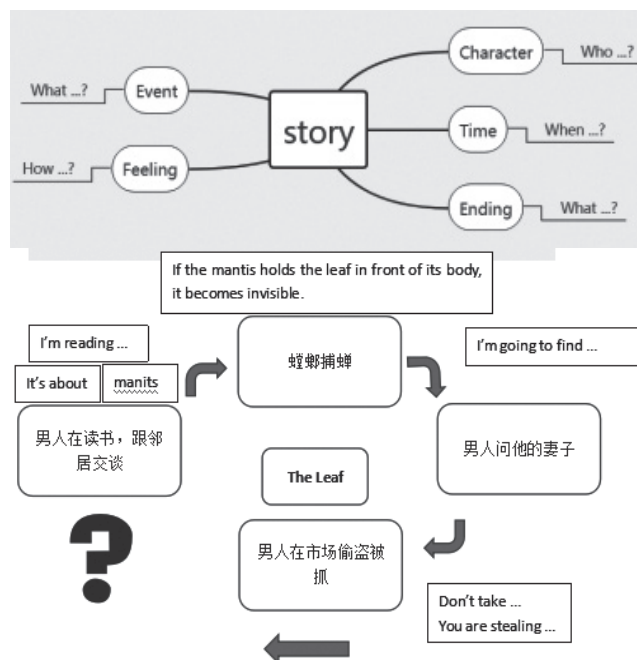 What ...?
Event
How ...?
Feeling
story
Character
Who ...?
Time
When ...?
Ending
What ...?
If the mantis holds the leaf in front of its body,
it becomes invisible.
I'm reading ...
It's about
manits
男人在读书，跟邻
居交谈
螳螂捕蝉
I'm going to find ...
男人问他的妻子
The Leaf
男人在市场偷盗被
抓
Don't take ...
You are stealing ...
?